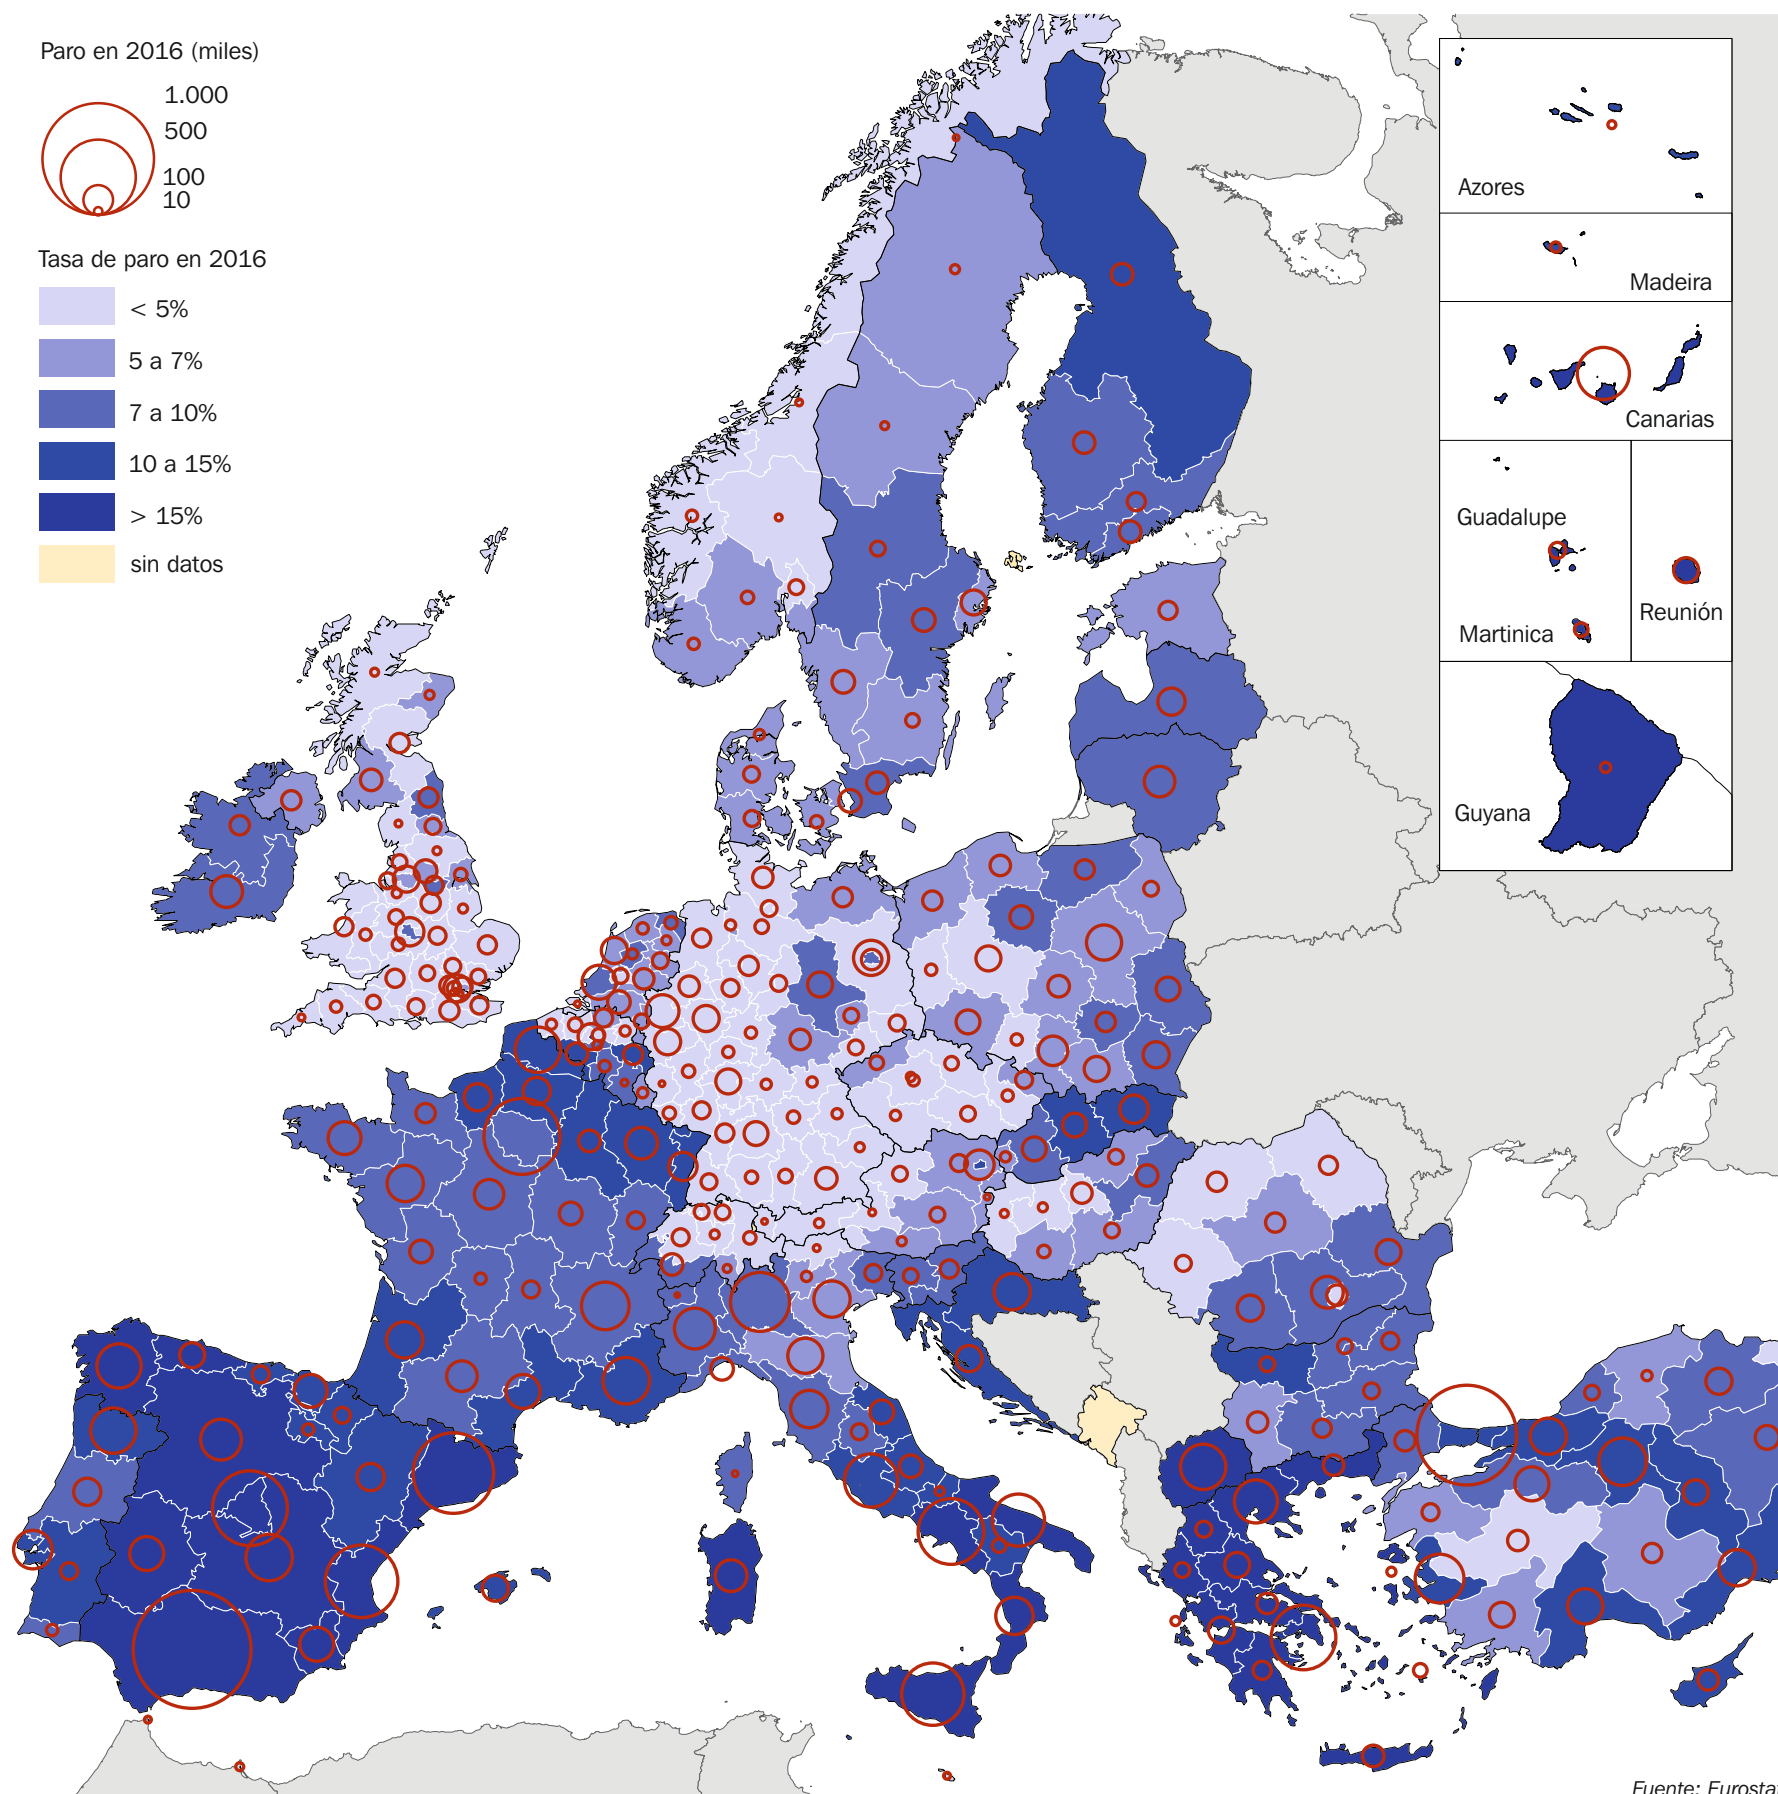 Paro en 2016 (miles)
1.000
500
100
10
Tasa de paro en 2016
< 5%
5 a 7%
7 a 10%
10 a 15%
> 15%
sin datos
Azores
Madeira
Canarias
Guadalupe
Martinica
Reunión
Guyana
Fuente: Eurostat